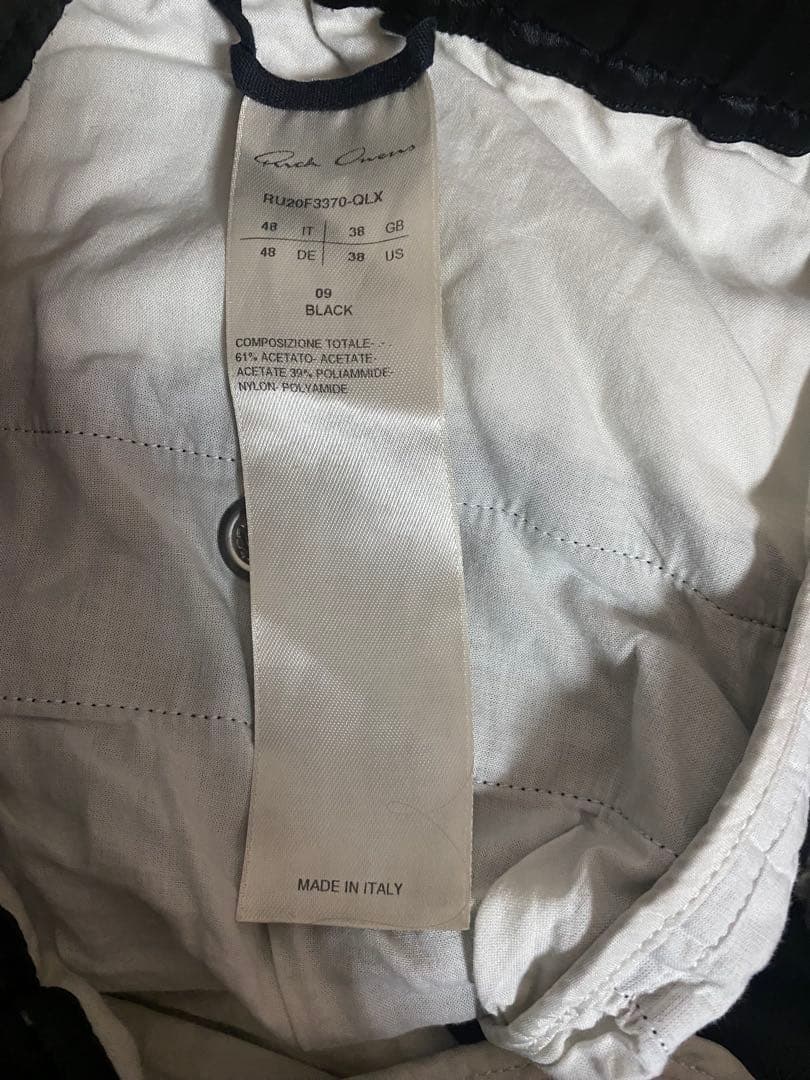 Rick Owens
RU20F3370-QLX
48 IT 38 GB
48 DE 38 US
09
BLACK
COMPOSIZIONE TOTALE- - -
61% ACETATO- ACETATE-
ACETATE 39% POLIAMMIDE-
NYLON- POLYAMIDE
MADE IN ITALY